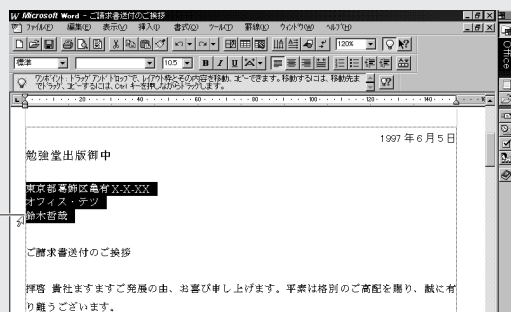 Microsoft Word - ご請求書送付のご挨拶
ファイル(F) 編集(E) 表示(V) 挿入(I) 書式(O) ツール(T) 罫線(A) ウィンドウ(W) ヘルプ(H)
120%
標準 10.5 B I U
ワンポイント: ドラッグ アンド ドロップで、レイアウト枠とその内容を移動、コピーできます。移動するには、移動先ま
でドラッグ、コピーするには、Ctrl キーを押しながらドラッグします。
Office
1997 年 6 月 5 日
勉強堂出版御中
東京都葛飾区亀有 X-X-XX
オフィス・テツ
鈴木哲哉
ご請求書送付のご挨拶
拝啓 貴社ますますご発展の由、お喜び申し上げます。平素は格別のご高配を賜り、誠に有
り難うございます。